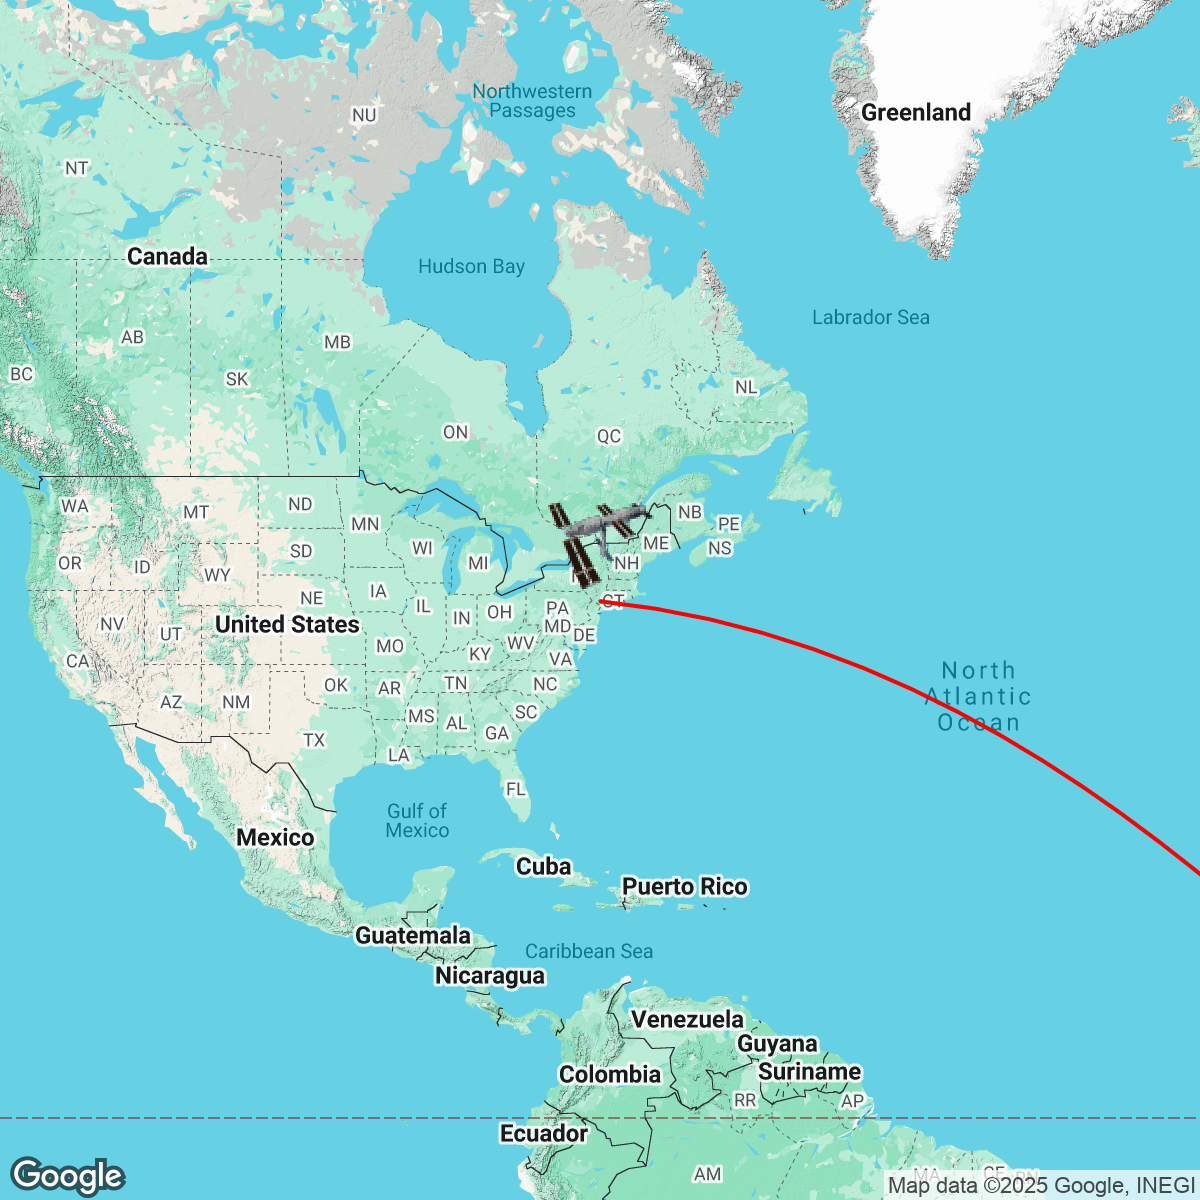 Northwestern
Passages
Greenland
NU
NT
Canada
Hudson Bay
Labrador Sea
AB
MB
BC
SK
NL
ON
QC
WA
MT
ND
MN
NB
PE
NS
ME
OR
ID
WY
SD
WI
MI
NH
NE
IA
IL
IN
OH
PA
CT
NV
UT
United States
MD
DE
CA
MO
KY
WV
VA
North
Atlantic
Ocean
AZ
NM
OK
AR
TN
NC
MS
AL
SC
GA
TX
LA
FL
Gulf of
Mexico
Mexico
Cuba
Puerto Rico
Guatemala
Caribbean Sea
Nicaragua
Venezuela
Guyana
Colombia
Suriname
RR
AP
Ecuador
AM
MA
CE
RN
Google
Map data ©2025 Google, INEGI